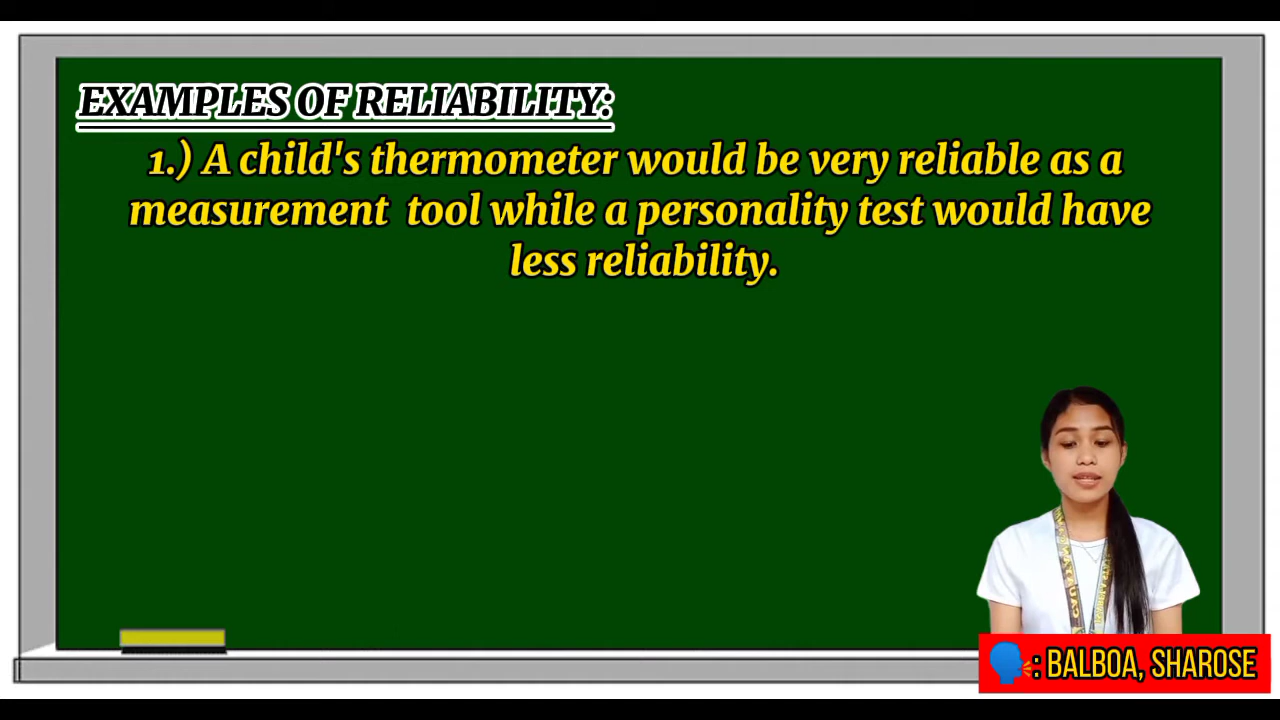 EXAMPLES OF RELIABILITY:
1.) A child's thermometer would be very reliable as a
measurement tool while a personality test would have
less reliability.
: BALBOA, SHAROSE